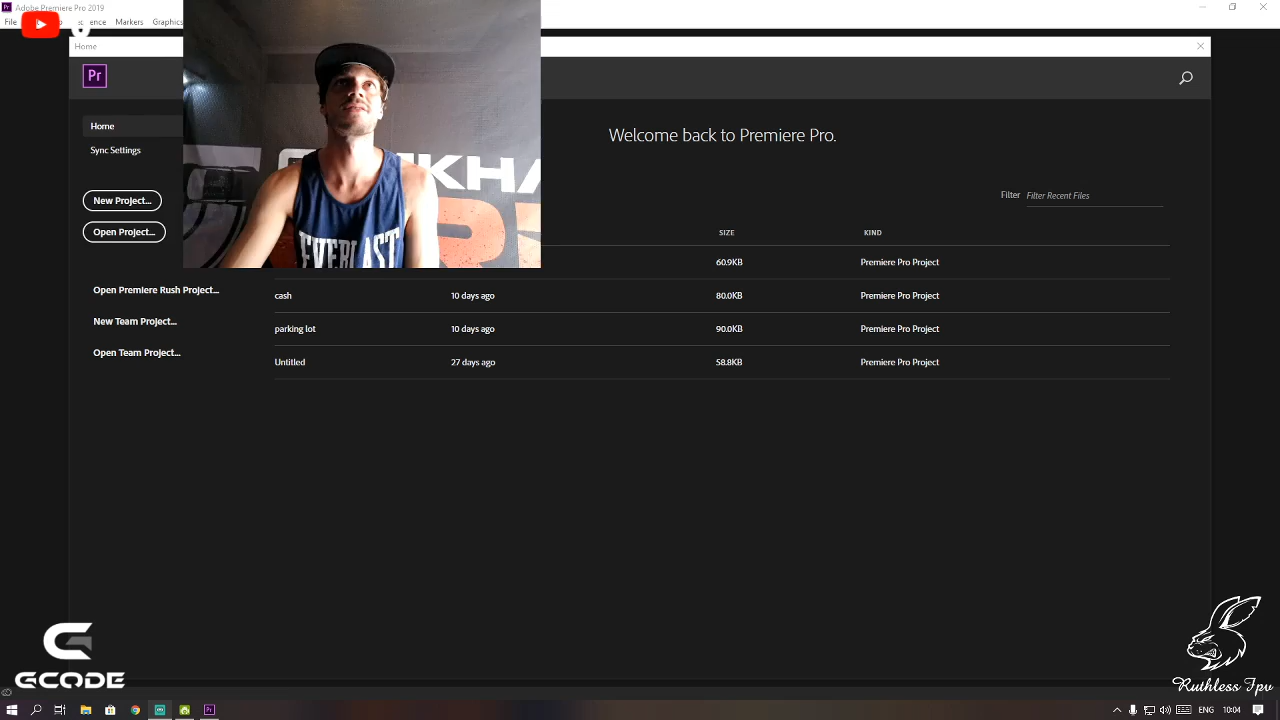 Adobe Premiere Pro 2019
File
Markers
Graphics
Home
Pr
Home
Sync Settings
Welcome back to Premiere Pro.
New Project...
Open Project...
Filter Filter Recent Files
SIZE KIND
60.9KB Premiere Pro Project
Open Premiere Rush Project...
cash 10 days ago 80.0KB Premiere Pro Project
New Team Project...
parking lot 10 days ago 90.0KB Premiere Pro Project
Open Team Project...
Untitled 27 days ago 58.8KB Premiere Pro Project
EVERLAST
GCODE
Ruthless Fpv
ENG 10:04